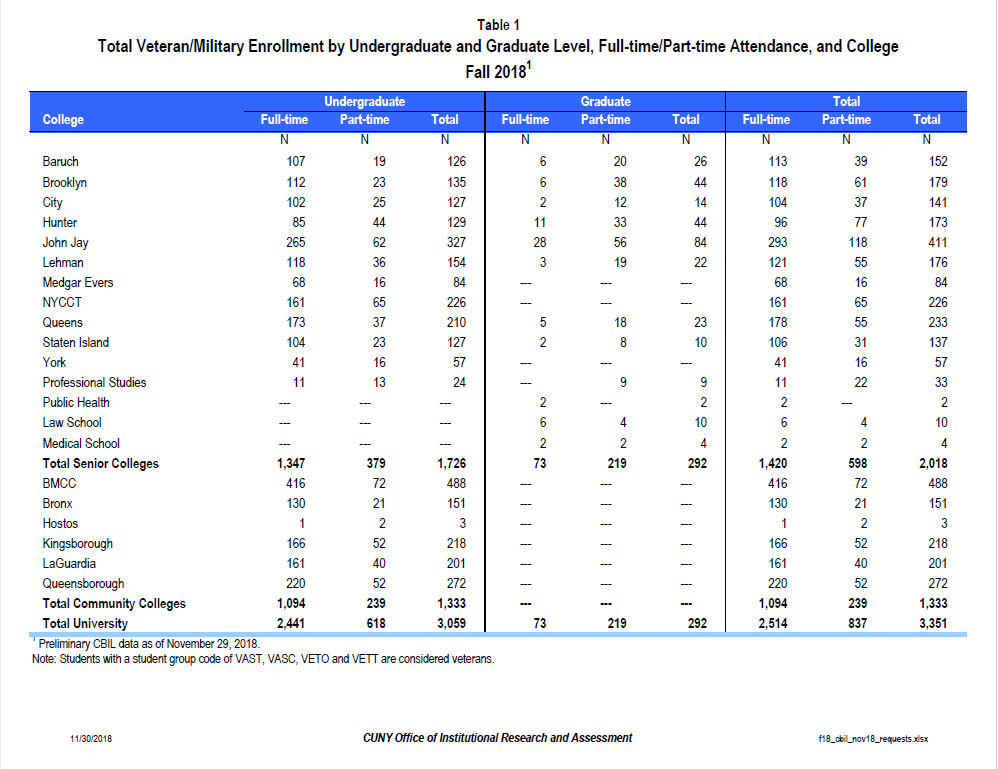 Table 1
Total Veteran/Military Enrollment by Undergraduate and Graduate Level, Full-time/Part-time Attendance, and College
Fall 2018¹
Undergraduate Graduate Total
College Full-time Part-time Total Full-time Part-time Total Full-time Part-time Total
N N N N N N N N N
Baruch 107 19 126 6 20 26 113 39 152
Brooklyn 112 23 135 6 38 44 118 61 179
City 102 25 127 2 12 14 104 37 141
Hunter 85 44 129 11 33 44 96 77 173
John Jay 265 62 327 28 56 84 293 118 411
Lehman 118 36 154 3 19 22 121 55 176
Medgar Evers 68 16 84 --- --- --- 68 16 84
NYCCT 161 65 226 --- --- --- 161 65 226
Queens 173 37 210 5 18 23 178 55 233
Staten Island 104 23 127 2 8 10 106 31 137
York 41 16 57 --- --- --- 41 16 57
Professional Studies 11 13 24 --- 9 9 11 22 33
Public Health --- --- --- 2 --- 2 2 --- 2
Law School --- --- --- 6 4 10 6 4 10
Medical School --- --- --- 2 2 4 2 2 4
Total Senior Colleges 1,347 379 1,726 73 219 292 1,420 598 2,018
BMCC 416 72 488 --- --- --- 416 72 488
Bronx 130 21 151 --- --- --- 130 21 151
Hostos 1 2 3 --- --- --- 1 2 3
Kingsborough 166 52 218 --- --- --- 166 52 218
LaGuardia 161 40 201 --- --- --- 161 40 201
Queensborough 220 52 272 --- --- --- 220 52 272
Total Community Colleges 1,094 239 1,333 --- --- --- 1,094 239 1,333
Total University 2,441 618 3,059 73 219 292 2,514 837 3,351
¹ Preliminary CBIL data as of November 29, 2018.
Note: Students with a student group code of VAST, VASC, VETO and VETT are considered veterans.
11/30/2018 CUNY Office of Institutional Research and Assessment f18_cbil_nov18_requests.xlsx